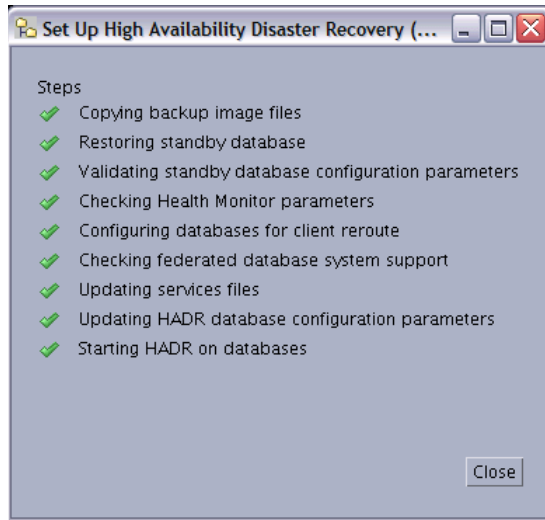 Set Up High Availability Disaster Recovery (...
Steps
Copying backup image files
Restoring standby database
Validating standby database configuration parameters
Checking Health Monitor parameters
Configuring databases for client reroute
Checking federated database system support
Updating services files
Updating HADR database configuration parameters
Starting HADR on databases
Close